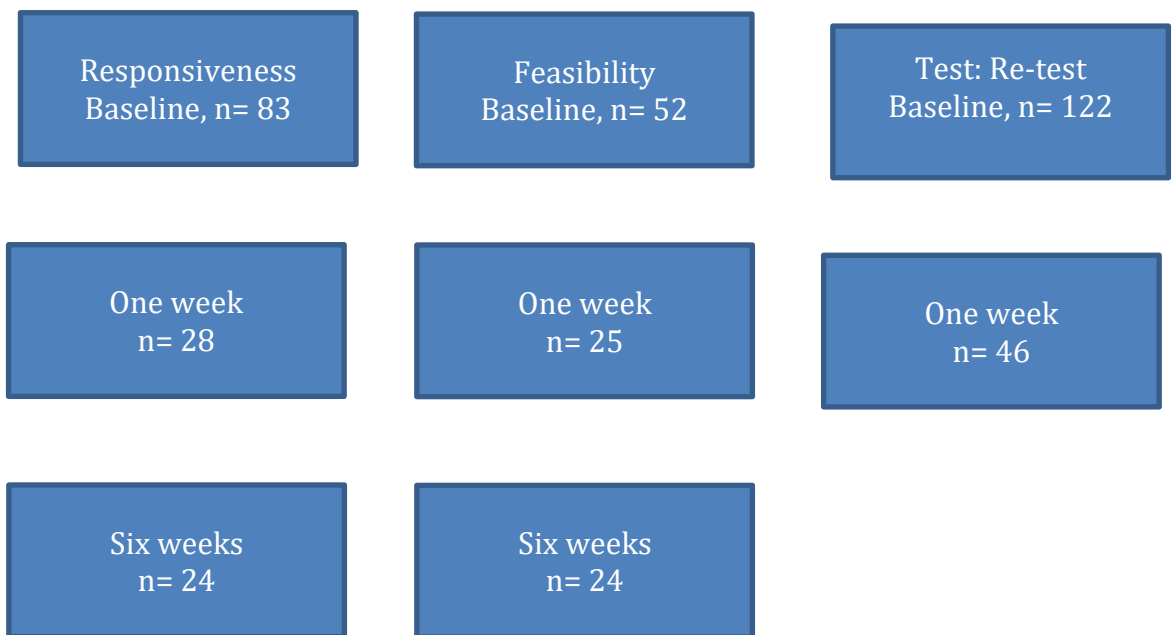 Responsiveness
Baseline, n= 83
Feasibility
Baseline, n= 52
Test: Re-test
Baseline, n= 122
One week
n= 28
One week
n= 25
One week
n= 46
Six weeks
n= 24
Six weeks
n= 24